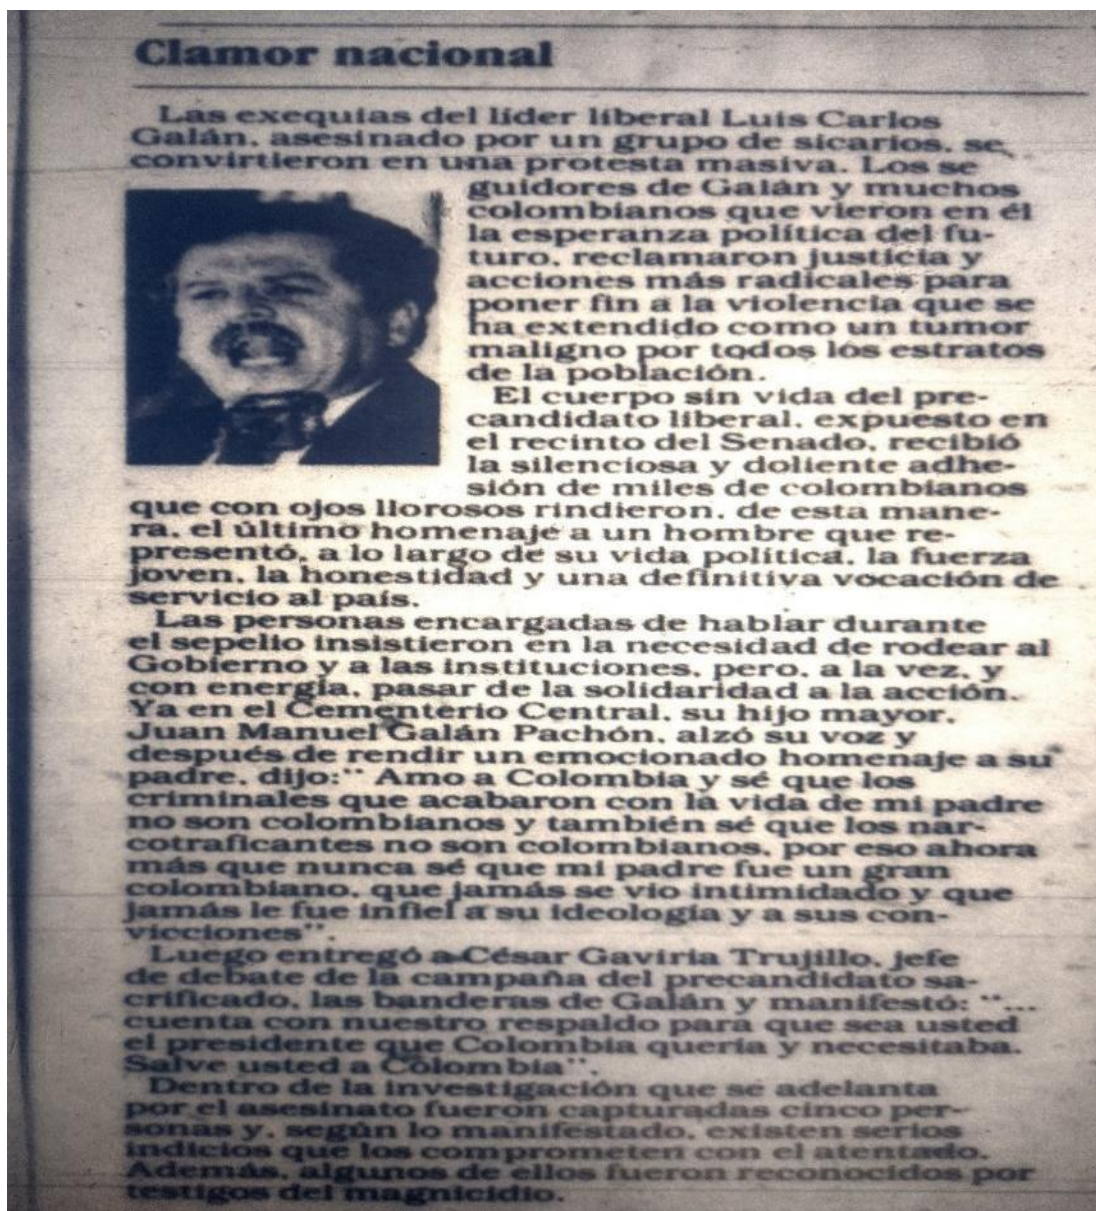 Clamor nacional
Las exequias del líder liberal Luis Carlos
Galán, asesinado por un grupo de sicarios, se
convirtieron en una protesta masiva. Los se
guidores de Galán y muchos
colombianos que vieron en él
la esperanza política del fu-
turo, reclamaron justicia y
acciones más radicales para
poner fin a la violencia que se
ha extendido como un tumor
maligno por todos los estratos
de la población.
El cuerpo sin vida del pre-
candidato liberal, expuesto en
el recinto del Senado, recibió
la silenciosa y doliente adhe-
sión de miles de colombianos
que con ojos llorosos rindieron, de esta mane-
ra, el último homenaje a un hombre que re-
presentó, a lo largo de su vida política, la fuerza
joven, la honestidad y una definitiva vocación de
servicio al país.
Las personas encargadas de hablar durante
el sepelio insistieron en la necesidad de rodear al
Gobierno y a las instituciones, pero, a la vez, y
con energía, pasar de la solidaridad a la acción.
Ya en el Cementerio Central, su hijo mayor,
Juan Manuel Galán Pachón, alzó su voz y
después de rendir un emocionado homenaje a su
padre, dijo:" Amo a Colombia y sé que los
criminales que acabaron con la vida de mi padre
no son colombianos y también sé que los nar-
cotraficantes no son colombianos, por eso ahora
más que nunca sé que mi padre fue un gran
colombiano, que jamás se vio intimidado y que
jamás le fue infiel a su ideología y a sus con-
vicciones".
Luego entregó a César Gaviria Trujillo, jefe
de debate de la campaña del precandidato sa-
crificado, las banderas de Galán y manifestó: "...
cuenta con nuestro respaldo para que sea usted
el presidente que Colombia quería y necesitaba.
Salve usted a Colombia".
Dentro de la investigación que se adelanta
por el asesinato fueron capturadas cinco per-
sonas y, según lo manifestado, existen serios
indicios que los comprometen con el atentado.
Además, algunos de ellos fueron reconocidos por
testigos del magnicidio.